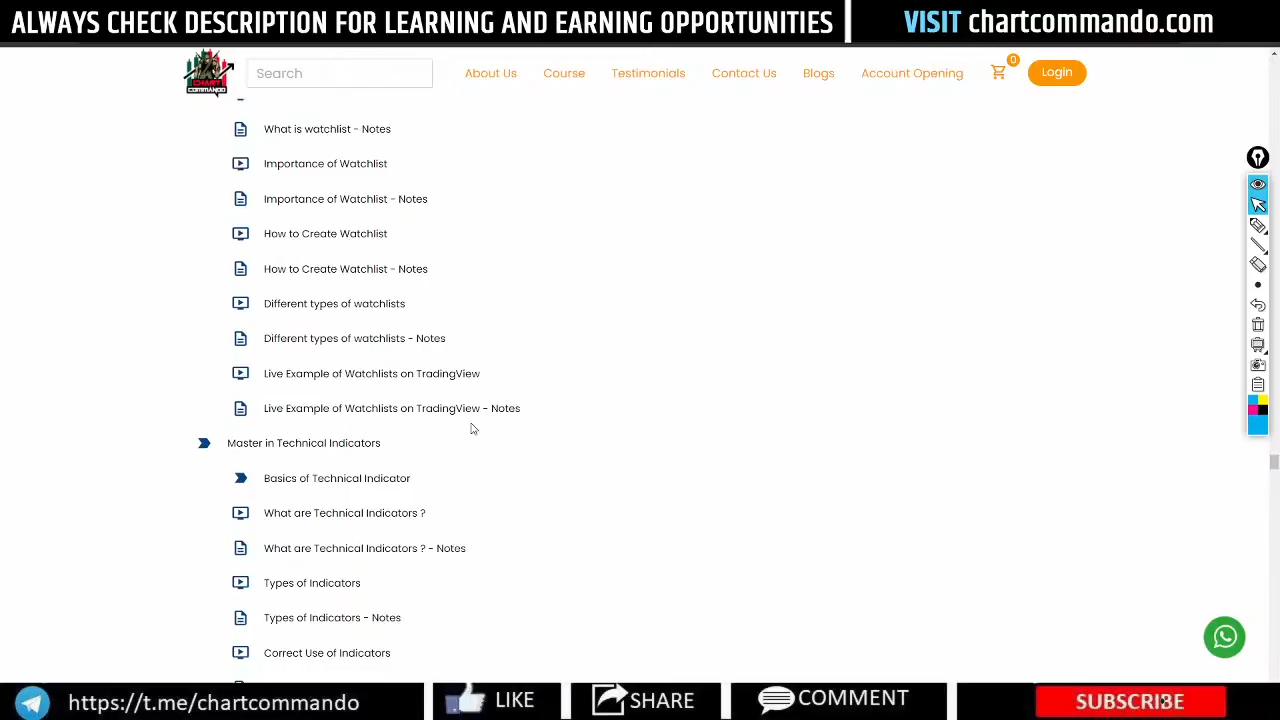 ALWAYS CHECK DESCRIPTION FOR LEARNING AND EARNING OPPORTUNITIES
VISIT chartcommando.com
CHART
COMMANDO
Search
About Us
Course
Testimonials
Contact Us
Blogs
Account Opening
0
Login
What is watchlist - Notes
Importance of Watchlist
Importance of Watchlist - Notes
How to Create Watchlist
How to Create Watchlist - Notes
Different types of watchlists
Different types of watchlists - Notes
Live Example of Watchlists on TradingView
Live Example of Watchlists on TradingView - Notes
Master in Technical Indicators
Basics of Technical Indicator
What are Technical Indicators ?
What are Technical Indicators ? - Notes
Types of Indicators
Types of Indicators - Notes
Correct Use of Indicators
https://t.me/chartcommando
LIKE
SHARE
COMMENT
SUBSCRIBE